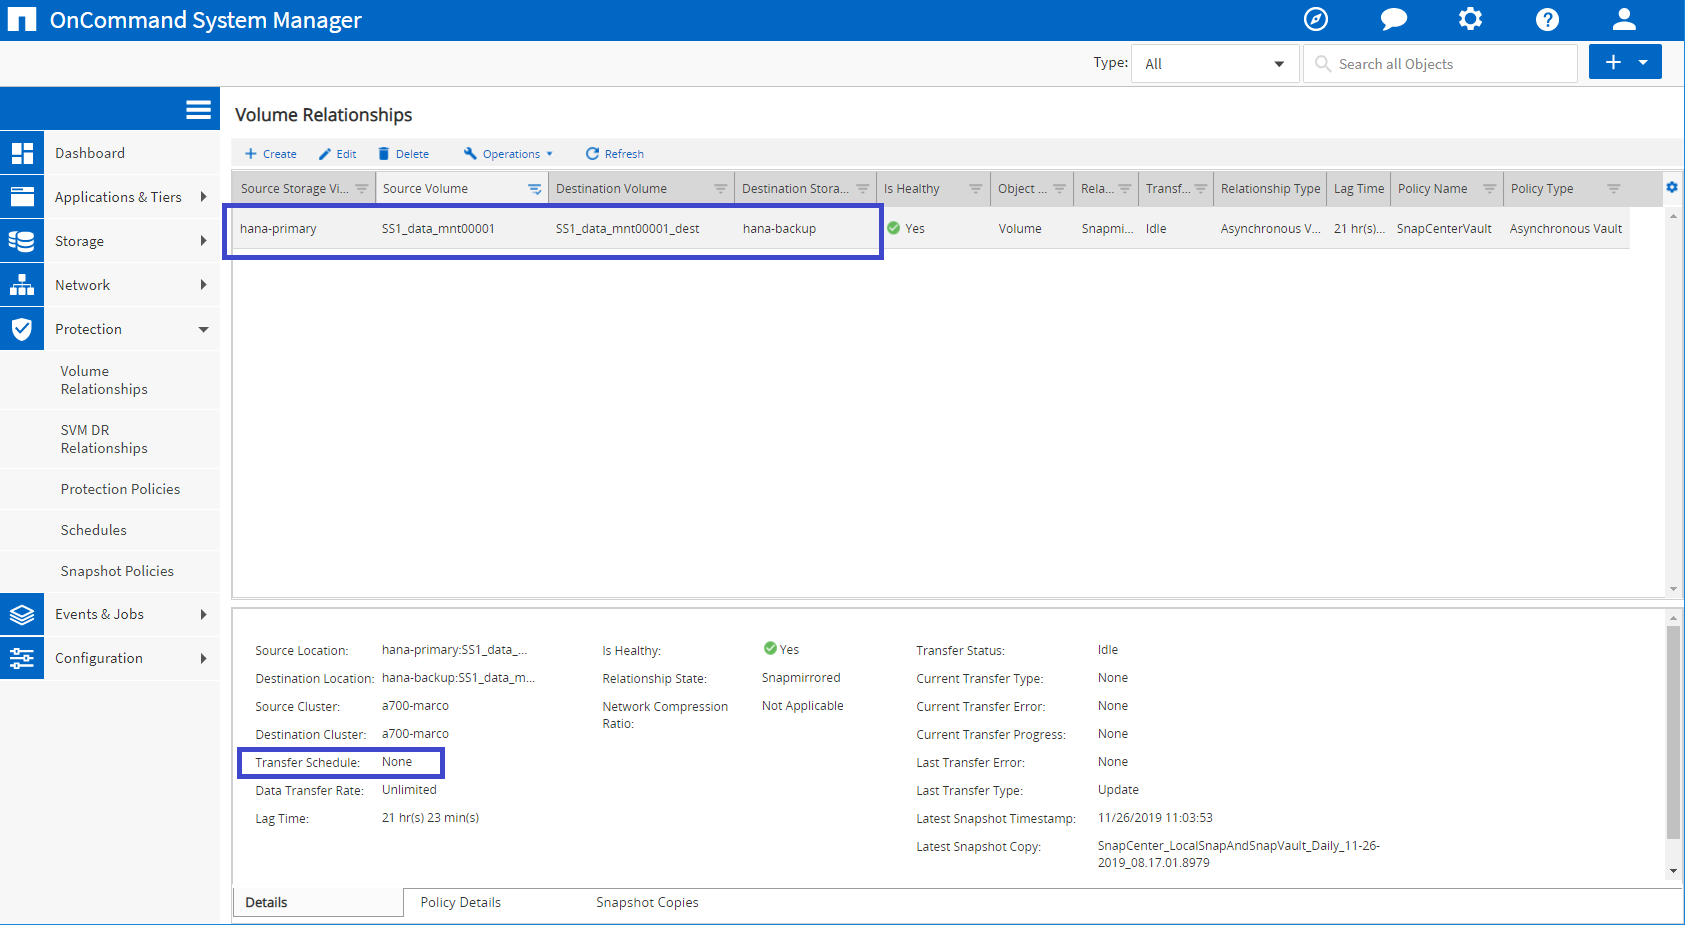 OnCommand System Manager
Type: All Search all Objects
Volume Relationships
Dashboard
Applications & Tiers
Storage
Network
Protection
Volume
Relationships
SVM DR
Relationships
Protection Policies
Schedules
Snapshot Policies
Events & Jobs
Configuration
Create Edit Delete Operations Refresh
Source Storage Vi... Source Volume Destination Volume Destination Stora... Is Healthy Object ... Rela... Transf... Relationship Type Lag Time Policy Name Policy Type
hana-primary SS1_data_mnt00001 SS1_data_mnt00001_dest hana-backup Yes Volume Snapmi... Idle Asynchronous V... 21 hr(s)... SnapCenterVault Asynchronous Vault
Source Location: hana-primary:SS1_data_...
Destination Location: hana-backup:SS1_data_m...
Source Cluster: a700-marco
Destination Cluster: a700-marco
Transfer Schedule: None
Data Transfer Rate: Unlimited
Lag Time: 21 hr(s) 23 min(s)
Is Healthy: Yes
Relationship State: Snapmirrored
Network Compression Not Applicable
Ratio:
Transfer Status: Idle
Current Transfer Type: None
Current Transfer Error: None
Current Transfer Progress: None
Last Transfer Error: None
Last Transfer Type: Update
Latest Snapshot Timestamp: 11/26/2019 11:03:53
Latest Snapshot Copy: SnapCenter_LocalSnapAndSnapVault_Daily_11-26-
2019_08.17.01.8979
Details Policy Details Snapshot Copies